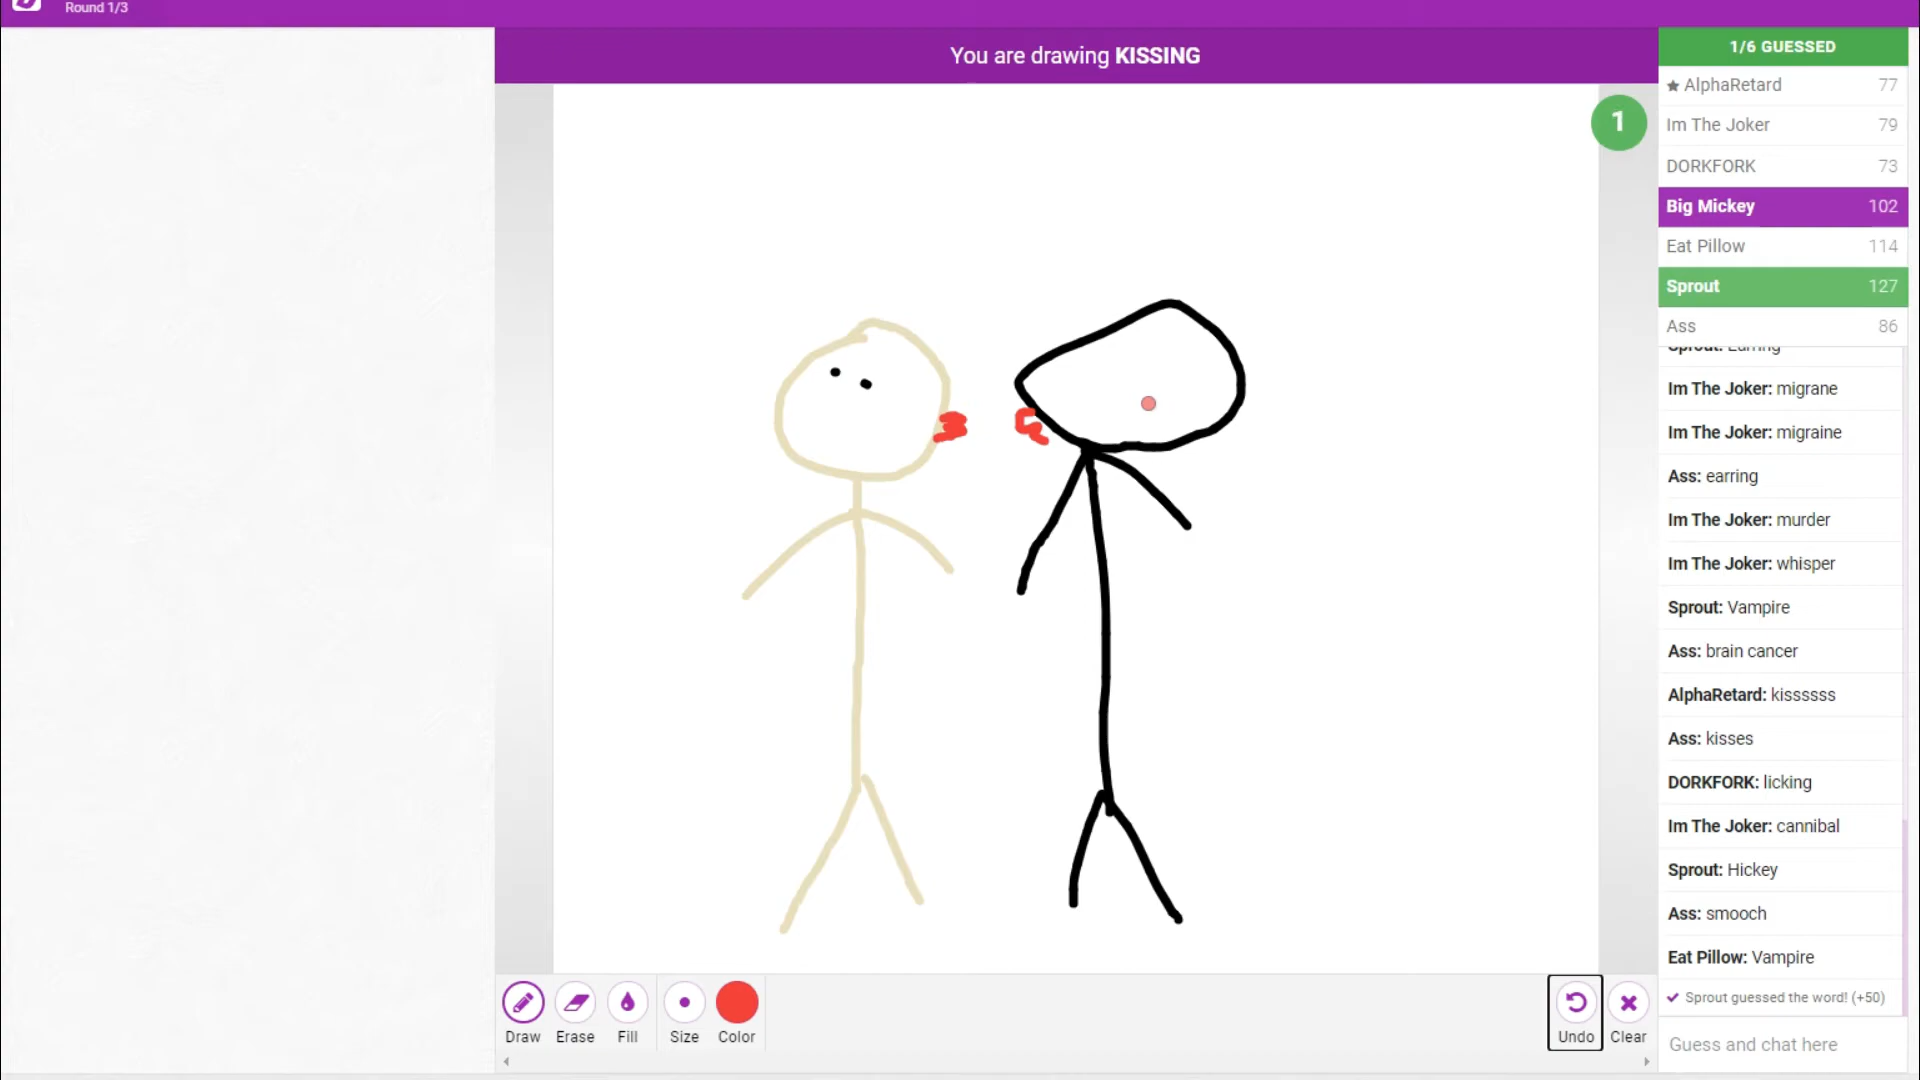 Round 1/3
You are drawing KISSING
1
1/6 GUESSED
AlphaRetard 77
Im The Joker 79
DORKFORK 73
Big Mickey 102
Eat Pillow 114
Sprout 127
Ass 86
Sprout: Earring
Im The Joker: migrane
Im The Joker: migraine
Ass: earring
Im The Joker: murder
Im The Joker: whisper
Sprout: Vampire
Ass: brain cancer
AlphaRetard: kissssss
Ass: kisses
DORKFORK: licking
Im The Joker: cannibal
Sprout: Hickey
Ass: smooch
Eat Pillow: Vampire
Sprout guessed the word! (+50)
Guess and chat here
Draw Erase Fill Size Color Undo Clear